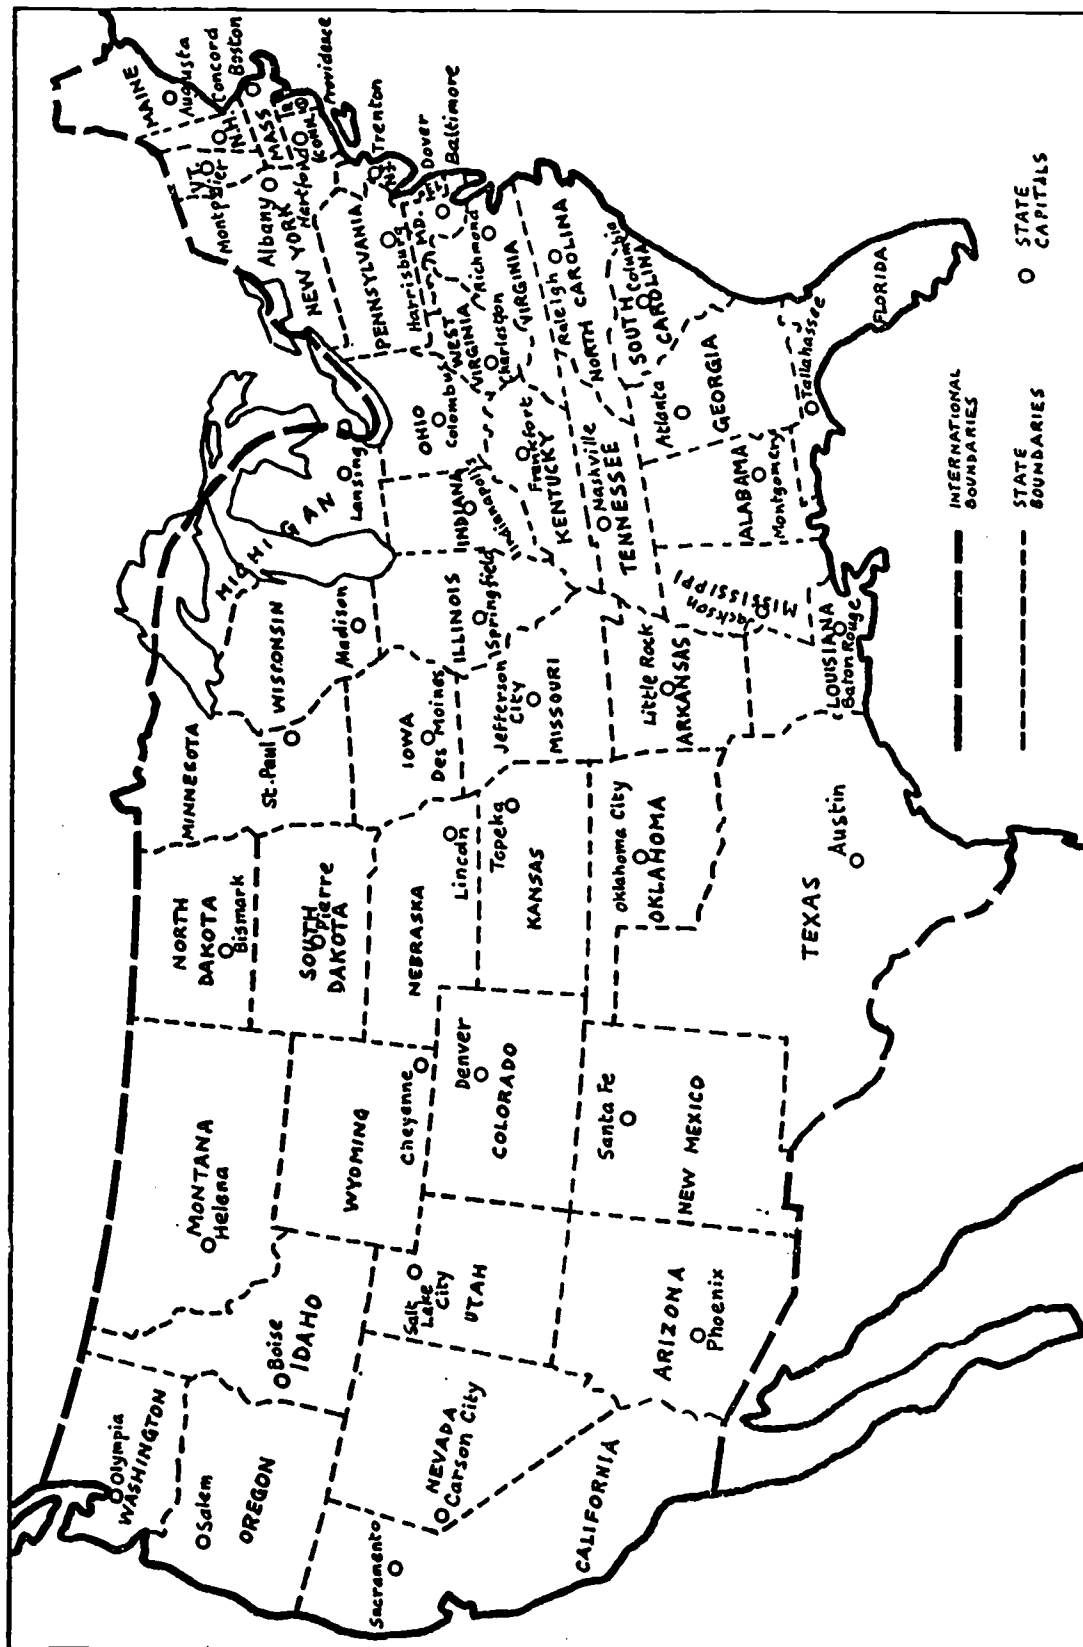 WASHINGTON
Olympia
OREGON
Salem
CALIFORNIA
Sacramento
NEVADA
Carson City
IDAHO
Boise
MONTANA
Helena
WYOMING
Cheyenne
UTAH
Salt
Lake
City
ARIZONA
Phoenix
COLORADO
Denver
NEW MEXICO
Santa Fe
NORTH
DAKOTA
Bismark
SOUTH
Pierre
DAKOTA
NEBRASKA
Lincoln
KANSAS
Topeka
Oklahoma City
OKLAHOMA
TEXAS
Austin
MINNESOTA
St. Paul
IOWA
Des Moines
MISSOURI
Jefferson
City
ARKANSAS
Little Rock
LOUISIANA
Baton Rouge
WISPONSIN
Madison
ILLINOIS
Springfield
MICHIGAN
Lansing
INDIANA
Indianapolis
OHIO
Colombus
KENTUCKY
Frankfort
TENNESSEE
Nashville
MISSISSIPPI
Jackson
ALABAMA
Montgomery
GEORGIA
Atlanta
FLORIDA
Tallahassee
SOUTH
CAROLINA
Columbia
NORTH CAROLINA
Raleigh
VIRGINIA
Richmond
WEST
VIRGINIA
Charleston
PENNSYLVANIA
Harrisburg
MD.
Baltimore
Dover
NJ
Trenton
NEW YORK
Albany
CONN.
Hartford
Providence
MASS
Boston
VT.
Montpelier
N.H.
Concord
MAINE
Augusta
INTERNATIONAL
BOUNDARIES
STATE
BOUNDARIES
STATE
CAPITALS